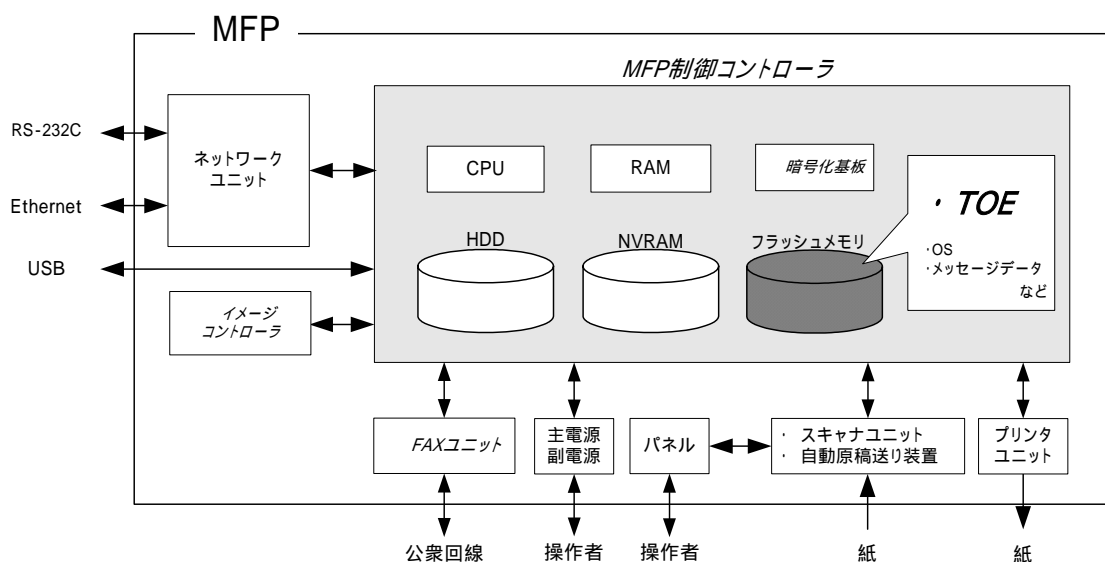 MFP
MFP制御コントローラ
RS-232C
Ethernet
USB
ネットワーク
ユニット
イメージ
コントローラ
CPU
RAM
暗号化基板
HDD
NVRAM
フラッシュメモリ
・ TOE
・OS
・メッセージデータ
など
FAXユニット
主電源
副電源
パネル
・ スキャナユニット
・ 自動原稿送り装置
プリンタ
ユニット
公衆回線
操作者
操作者
紙
紙